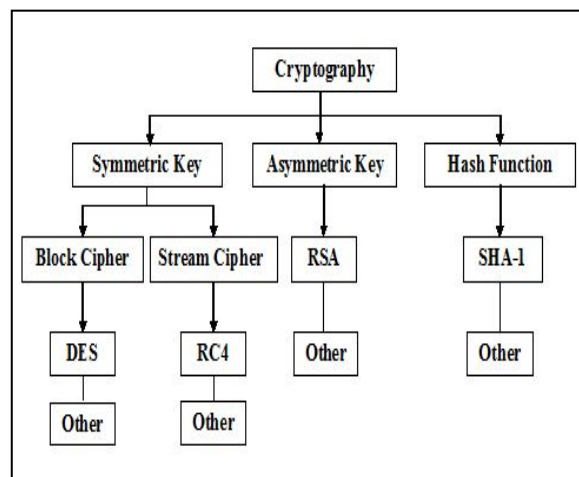 Cryptography
Symmetric Key
Asymmetric Key
Hash Function
Block Cipher
Stream Cipher
RSA
SHA-1
DES
RC4
Other
Other
Other
Other